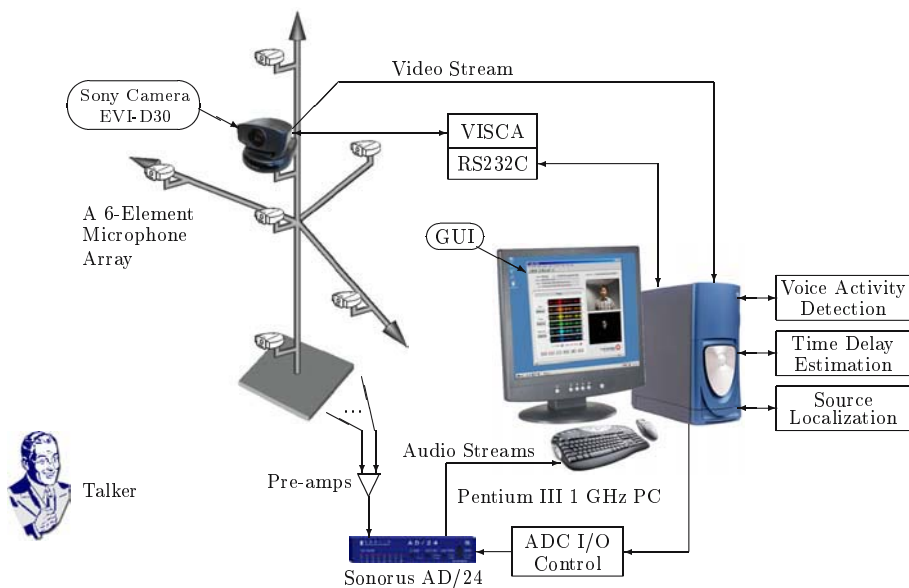 Video Stream
Sony Camera
EVI-D30
VISCA
RS232C
A 6-Element
Microphone
Array
GUI
Voice Activity
Detection
Time Delay
Estimation
Source
Localization
...
Talker
Pre-amps
Audio Streams
Pentium III 1 GHz PC
ADC I/O
Control
Sonorus AD/24